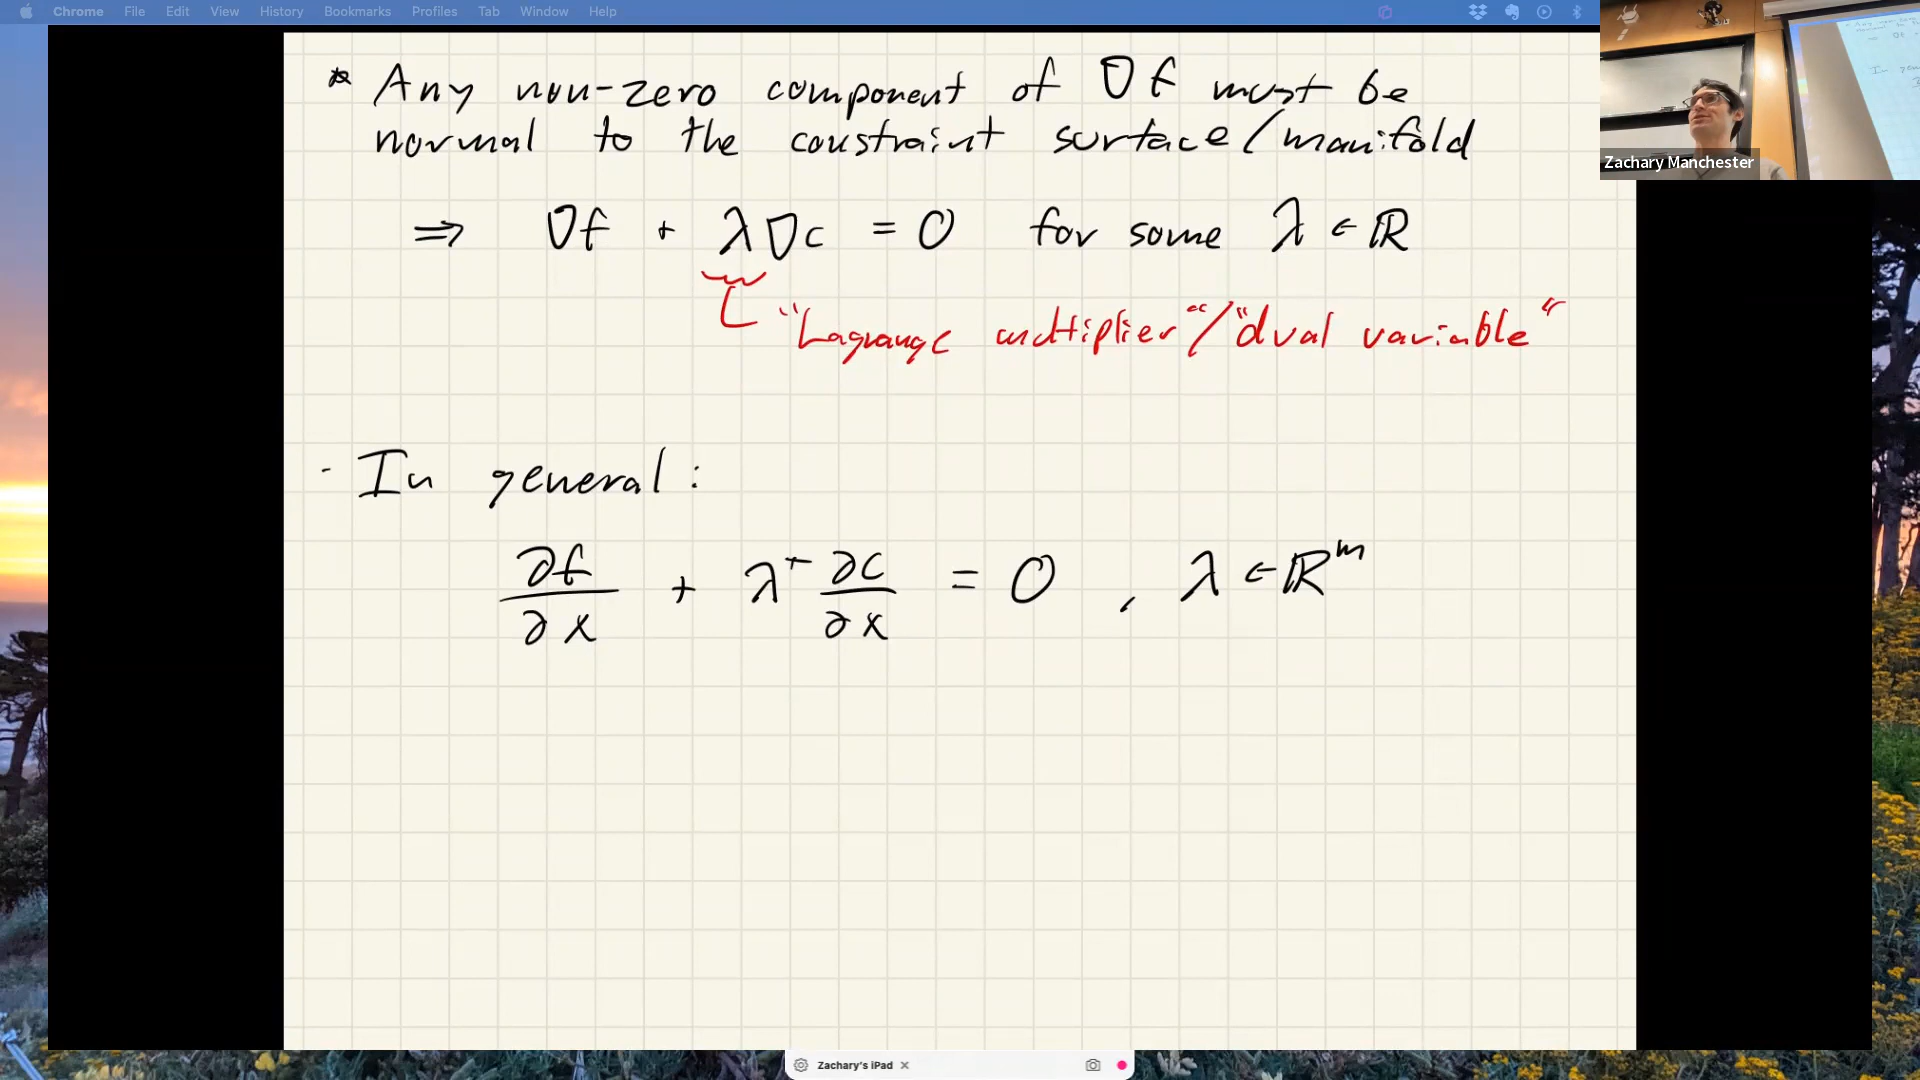 Chrome File Edit View History Bookmarks Profiles Tab Window Help
* Any non-zero component of ∇f must be
normal to the constraint surface/manifold
⇒ ∇f + λ∇c = 0 for some λ ∈ ℝ
"Lagrange multiplier"/"dual variable"
· In general:
∂f/∂x + λᵀ ∂c/∂x = 0 , λ ∈ ℝᵐ
Zachary Manchester
Zachary's iPad